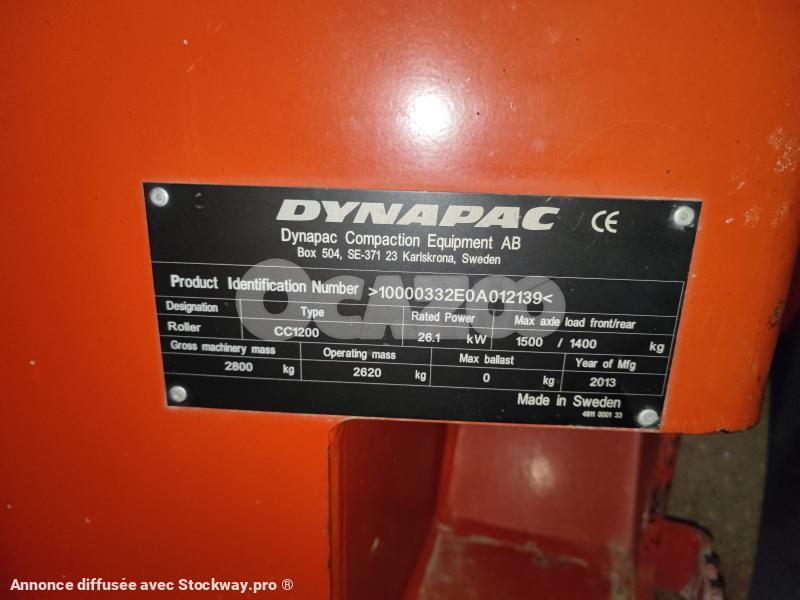 DYNAPAC CE
Dynapac Compaction Equipment AB
Box 504, SE-371 23 Karlskrona, Sweden
Product Identification Number >10000332E0A012139<
Designation Type Rated Power Max axle load front/rear
Roller CC1200 26.1 kW 1500 / 1400 kg
Gross machinery mass Operating mass Max ballast Year of Mfg
2800 kg 2620 kg 0 kg 2013
Made in Sweden
4811 0001 33
OCAZOO
Annonce diffusée avec Stockway.pro ®